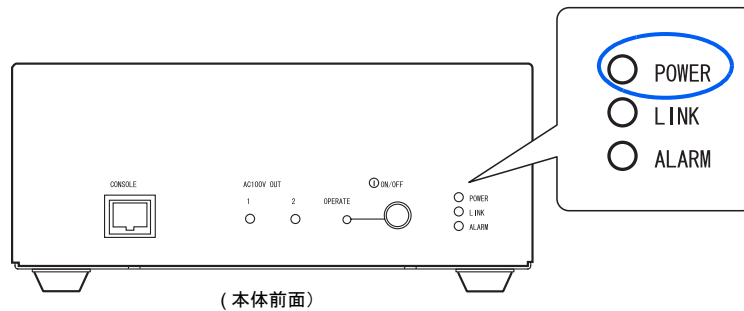 POWER
LINK
ALARM
CONSOLE
AC100V OUT
1 2
OPERATE
ON/OFF
POWER
LINK
ALARM
(本体前面)